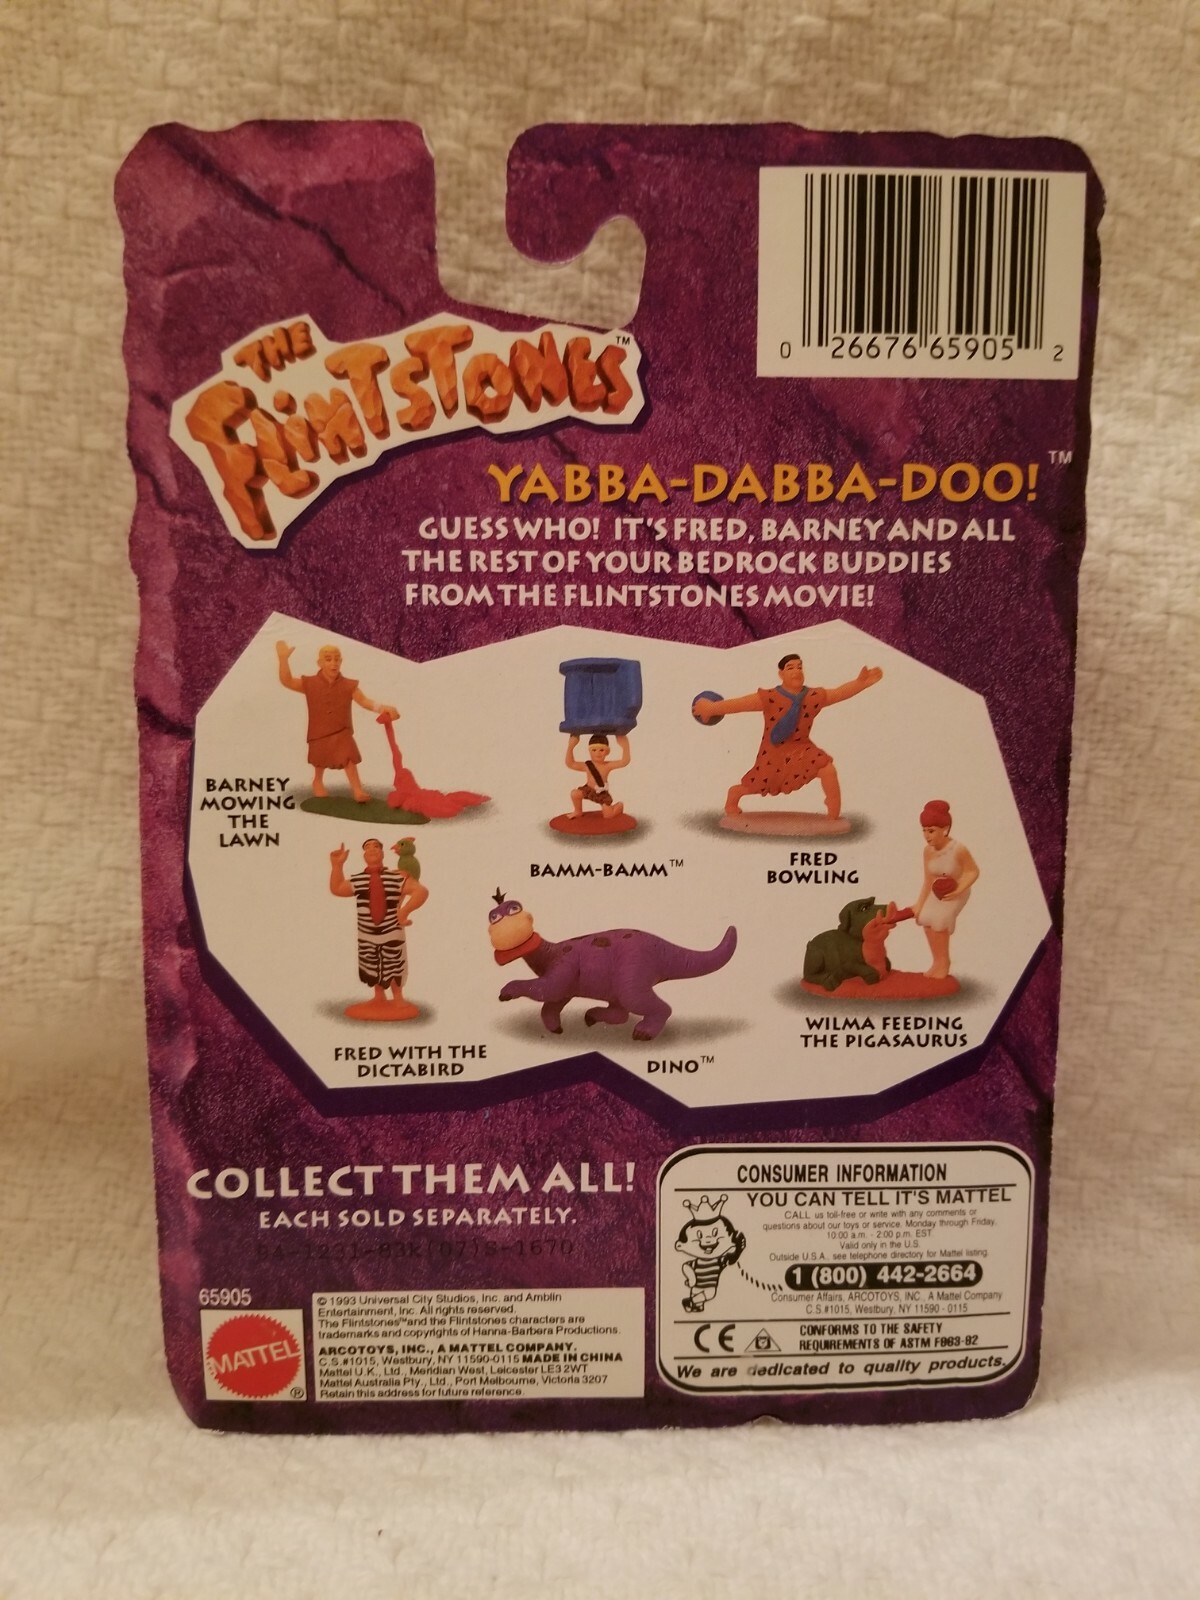 0 26676 65905 2
THE
FLINTSTONES™
YABBA-DABBA-DOO!™
GUESS WHO! IT'S FRED, BARNEY AND ALL
THE REST OF YOUR BEDROCK BUDDIES
FROM THE FLINTSTONES MOVIE!
BARNEY
MOWING
THE
LAWN
BAMM-BAMM™
FRED
BOWLING
FRED WITH THE
DICTABIRD
DINO™
WILMA FEEDING
THE PIGASAURUS
COLLECT THEM ALL!
EACH SOLD SEPARATELY.
65905
MATTEL®
© 1993 Universal City Studios, Inc. and Amblin
Entertainment, Inc. All rights reserved.
The Flintstones™ and the Flintstones characters are
trademarks and copyrights of Hanna-Barbera Productions.
ARCOTOYS, INC., A MATTEL COMPANY.
C.S.#1015, Westbury, NY 11590-0115 MADE IN CHINA
Mattel U.K., Ltd., Meridian West, Leicester LE3 2WT
Mattel Australia Pty., Ltd., Port Melbourne, Victoria 3207
Retain this address for future reference.
CONSUMER INFORMATION
YOU CAN TELL IT'S MATTEL
CALL us toll-free or write with any comments or
questions about our toys or service. Monday through Friday,
10:00 a.m. - 2:00 p.m. EST.
Valid only in the U.S.
Outside U.S.A., see telephone directory for Mattel listing.
1 (800) 442-2664
Consumer Affairs, ARCOTOYS, INC., A Mattel Company
C.S.#1015, Westbury, NY 11590 - 0115
CE
CONFORMS TO THE SAFETY
REQUIREMENTS OF ASTM F963-92
We are dedicated to quality products.